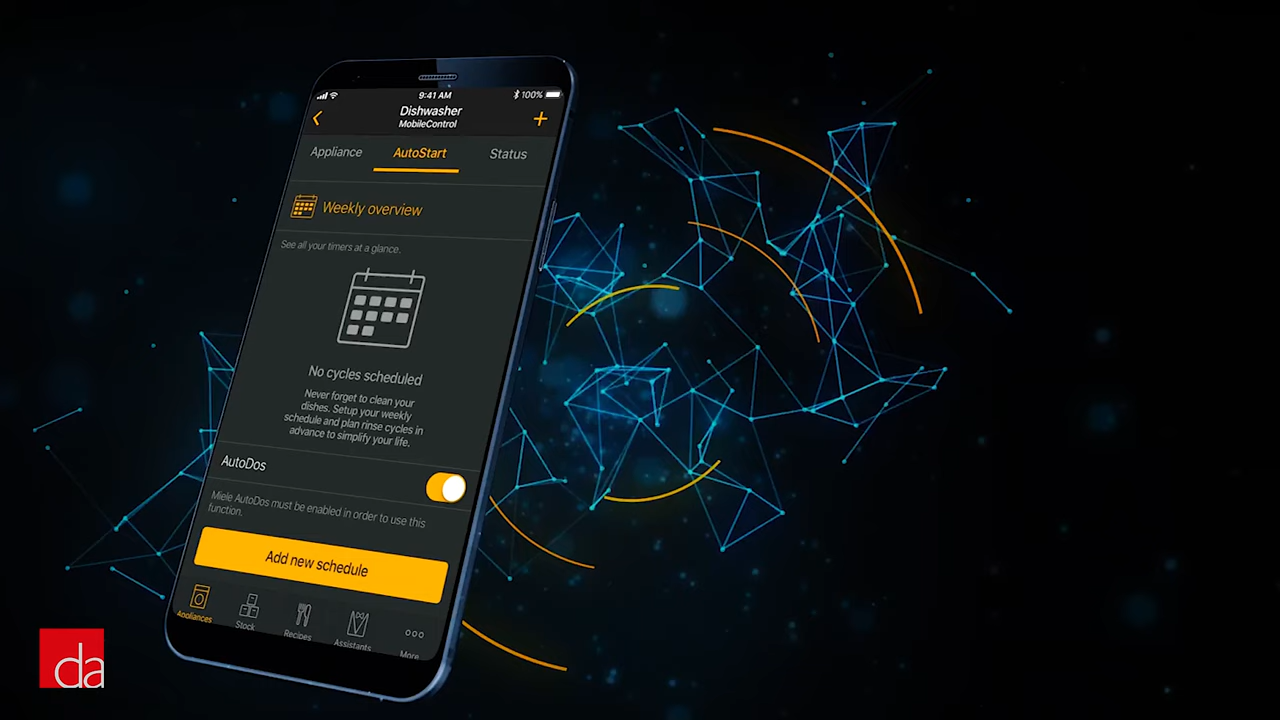 9:41 AM
100%
Dishwasher
MobileControl
Appliance
AutoStart
Status
Weekly overview
See all your timers at a glance.
No cycles scheduled
Never forget to clean your
dishes. Setup your weekly
schedule and plan rinse cycles in
advance to simplify your life.
AutoDos
Miele AutoDos must be enabled in order to use this
function.
Add new schedule
Appliances
Stock
Recipes
Assistants
More
da